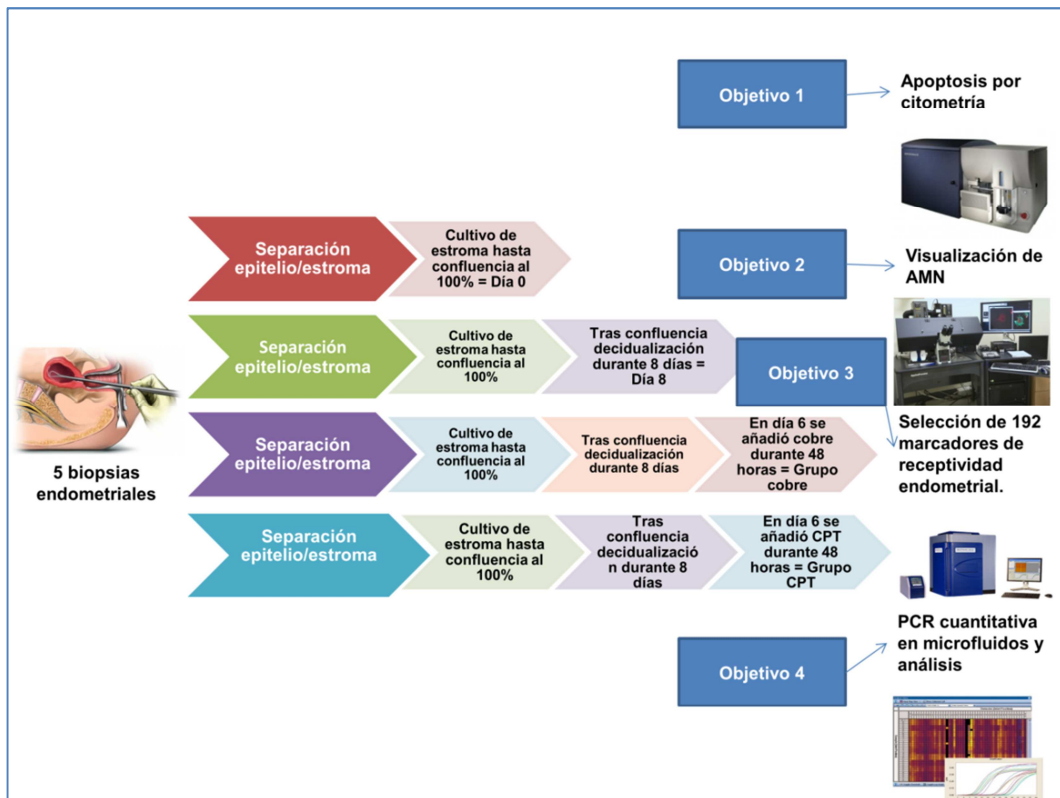 Objetivo 1
Apoptosis por
citometría
Objetivo 2
Visualización de
AMN
Objetivo 3
Selección de 192
marcadores de
receptividad
endometrial.
Objetivo 4
PCR cuantitativa
en microfluidos y
análisis
5 biopsias
endometriales
Separación
epitelio/estroma
Cultivo de
estroma hasta
confluencia al
100% = Día 0
Separación
epitelio/estroma
Cultivo de
estroma hasta
confluencia al
100%
Tras confluencia
decidualización
durante 8 días =
Día 8
Separación
epitelio/estroma
Cultivo de
estroma hasta
confluencia al
100%
Tras confluencia
decidualización
durante 8 días
En día 6 se
añadió cobre
durante 48
horas = Grupo
cobre
Separación
epitelio/estroma
Cultivo de
estroma hasta
confluencia al
100%
Tras
confluencia
decidualizació
n durante 8
días
En día 6 se
añadió CPT
durante 48
horas = Grupo
CPT